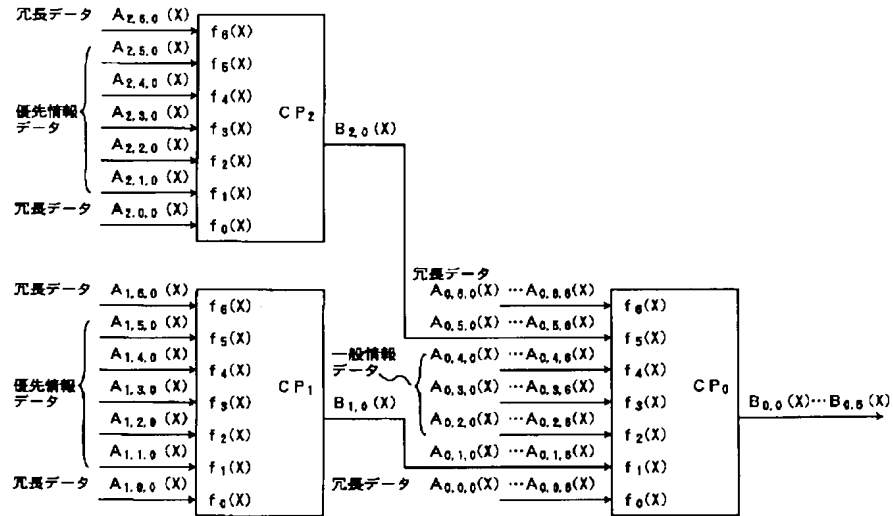 冗長データ A2,6,0 (X) f6(X)
A2,5,0 (X) f5(X)
A2,4,0 (X) f4(X)
優先情報データ A2,3,0 (X) f3(X) CP2 B2,0 (X)
A2,2,0 (X) f2(X)
A2,1,0 (X) f1(X)
冗長データ A2,0,0 (X) f0(X)
冗長データ A1,6,0 (X) f6(X)
A1,5,0 (X) f5(X)
A1,4,0 (X) f4(X)
優先情報データ A1,3,0 (X) f3(X) CP1 B1,0 (X)
A1,2,0 (X) f2(X)
A1,1,0 (X) f1(X)
冗長データ A1,0,0 (X) f0(X)
冗長データ
A0,6,0(X) …A0,6,6(X) f6(X)
A0,5,0(X) …A0,5,6(X) f5(X)
一般情報データ A0,4,0(X) …A0,4,6(X) f4(X)
A0,3,0(X) …A0,3,6(X) f3(X) CP0 B0,0 (X)…B0,6 (X)
A0,2,0(X) …A0,2,6(X) f2(X)
A0,1,0(X) …A0,1,6(X) f1(X)
冗長データ A0,0,0(X) …A0,0,6(X) f0(X)